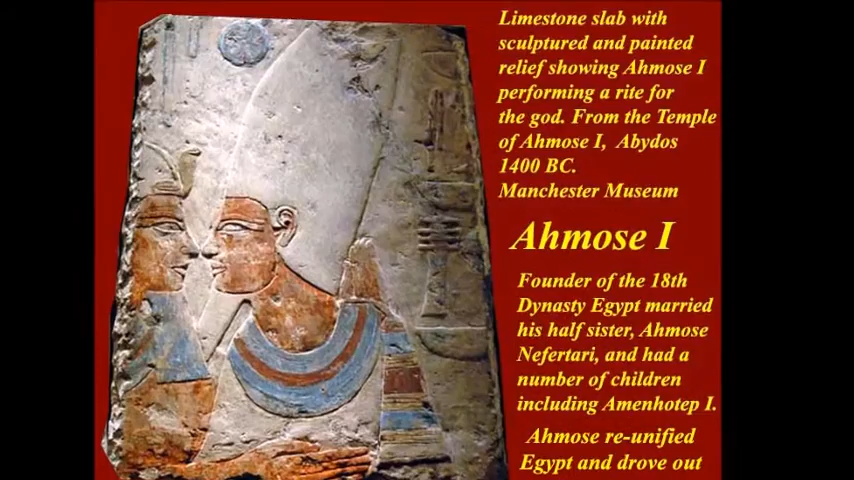 Limestone slab with
sculptured and painted
relief showing Ahmose I
performing a rite for
the god. From the Temple
of Ahmose I, Abydos
1400 BC.
Manchester Museum
Ahmose I
Founder of the 18th
Dynasty Egypt married
his half sister, Ahmose
Nefertari, and had a
number of children
including Amenhotep I.
Ahmose re-unified
Egypt and drove out